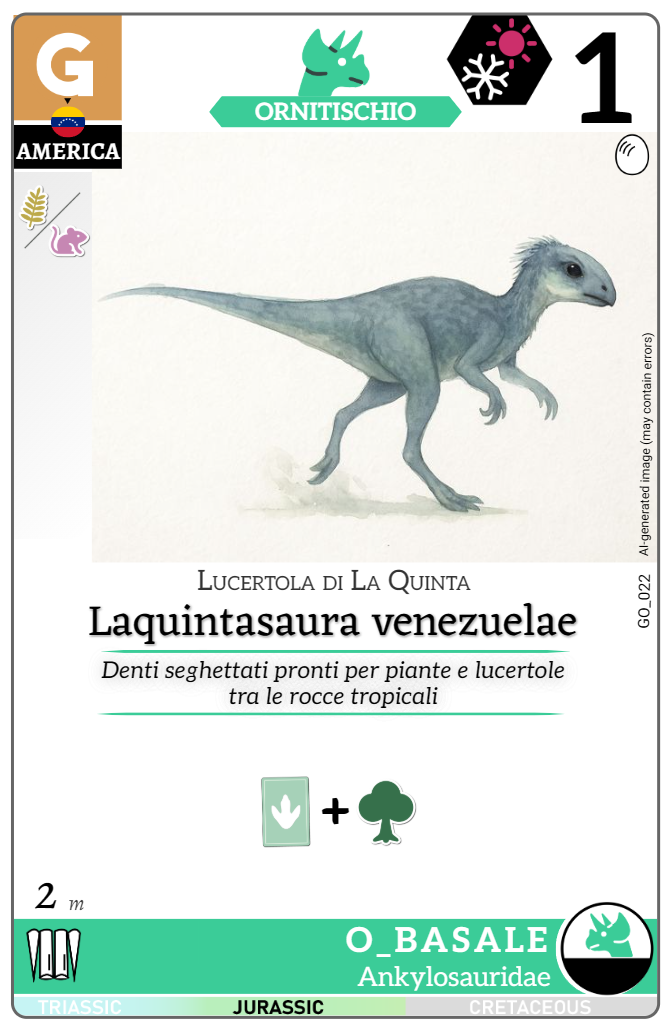 G
AMERICA
ORNITISCHIO
1
AI-generated image (may contain errors)
GO_022
Lucertola di La Quinta
Laquintasaura venezuelae
Denti seghettati pronti per piante e lucertole
tra le rocce tropicali
+
2 m
O_BASALE
Ankylosauridae
TRIASSIC JURASSIC CRETACEOUS